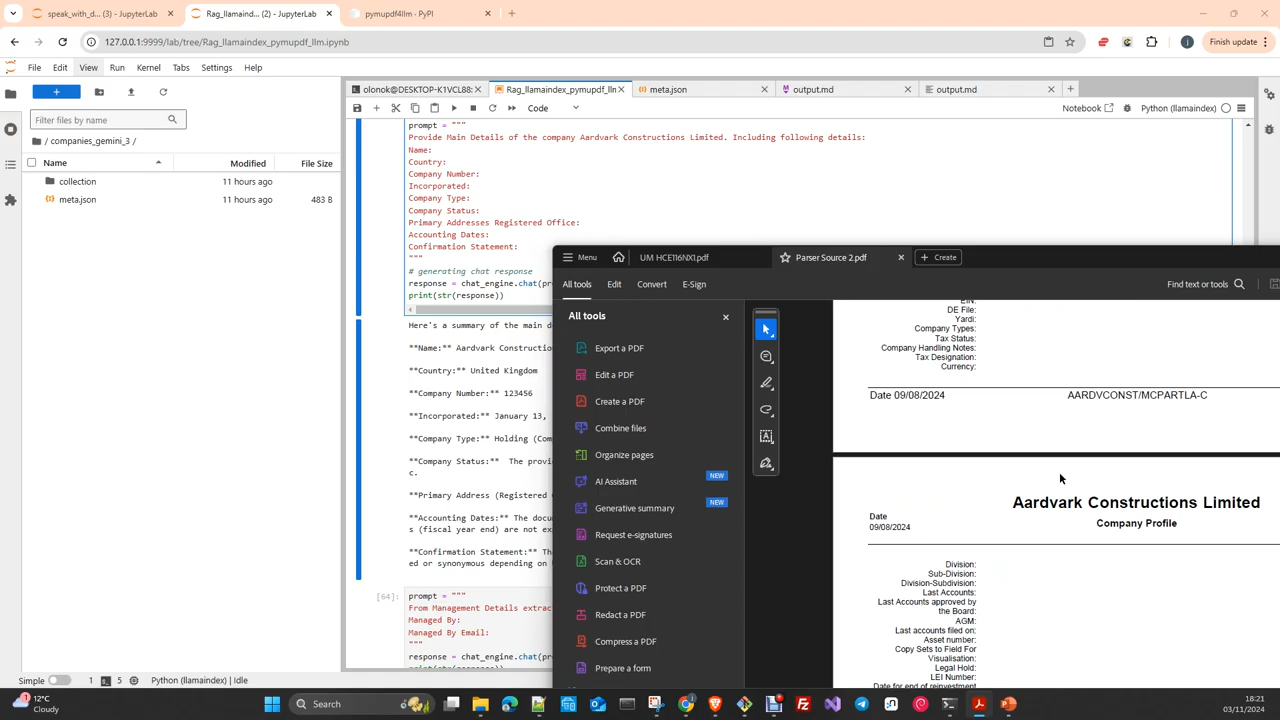 speak_with_d... (3) - JupyterLab
Rag_llamaind... (2) - JupyterLab
pymupdf4llm · PyPI
127.0.0.1:9999/lab/tree/Rag_llamaindex_pymupdf_llm.ipynb
Finish update
File Edit View Run Kernel Tabs Settings Help
olonok@DESKTOP-K1VCL88:
Rag_llamaindex_pymupdf_lln
meta.json
output.md
output.md
Code
Notebook
Python (llamaindex)
Filter files by name
/ companies_gemini_3 /
Name Modified File Size
collection 11 hours ago
meta.json 11 hours ago 483 B
prompt = """
Provide Main Details of the company Aardvark Constructions Limited. Including following details:
Name:
Country:
Company Number:
Incorporated:
Company Type:
Company Status:
Primary Addresses Registered Office:
Accounting Dates:
Confirmation Statement:
"""
# generating chat response
response = chat_engine.chat(pr
print(str(response))
Here's a summary of the main d
**Name:** Aardvark Constructio
**Country:** United Kingdom
**Company Number:** 123456
**Incorporated:** January 13,
**Company Type:** Holding (Com
**Company Status:** The provi
c.
**Primary Address (Registered
**Accounting Dates:** The docu
s (fiscal year end) are not ex
**Confirmation Statement:** Th
ed or synonymous depending on
[64]:
prompt = """
From Management Details extrac
Managed By:
Managed By Email:
"""
response = chat_engine.chat(pr
print(str(response))
Menu
UM HCE116NX1.pdf
Parser Source 2.pdf
Create
All tools Edit Convert E-Sign
Find text or tools
All tools
Export a PDF
Edit a PDF
Create a PDF
Combine files
Organize pages
AI Assistant NEW
Generative summary NEW
Request e-signatures
Scan & OCR
Protect a PDF
Redact a PDF
Compress a PDF
Prepare a form
EIN:
DE File:
Yardi:
Company Types:
Tax Status:
Company Handling Notes:
Tax Designation:
Currency:
Date 09/08/2024 AARDVCONST/MCPARTLA-C
Aardvark Constructions Limited
Date
09/08/2024
Company Profile
Division:
Sub-Division:
Division-Subdivision:
Last Accounts:
Last Accounts approved by
the Board:
AGM:
Last accounts filed on:
Asset number:
Copy Sets to Field For
Visualisation:
Legal Hold:
LEI Number:
Date for end of reinvestment
Simple 1 5 Python (llamaindex) | Idle
12°C
Cloudy
Search
18:21
03/11/2024